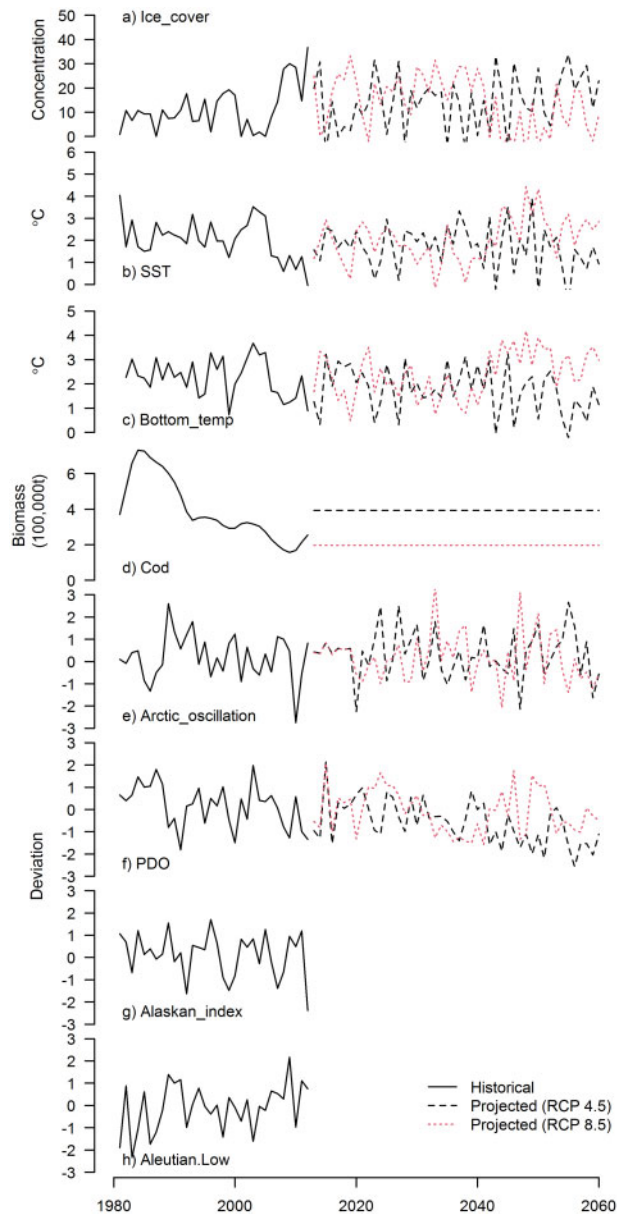 a) Ice_cover
50
40
30
20
10
0
Concentration
6
5
4
3
2
1
0
°C
b) SST
5
4
3
2
1
0
°C
c) Bottom_temp
6
4
2
0
Biomass
(100,000t)
d) Cod
3
2
1
0
-1
-2
-3
e) Arctic_oscillation
3
2
1
0
-1
-2
-3
f) PDO
Deviation
3
2
1
0
-1
-2
-3
g) Alaskan_index
3
2
1
0
-1
-2
-3
h) Aleutian.Low
Historical
Projected (RCP 4.5)
Projected (RCP 8.5)
1980 2000 2020 2040 2060